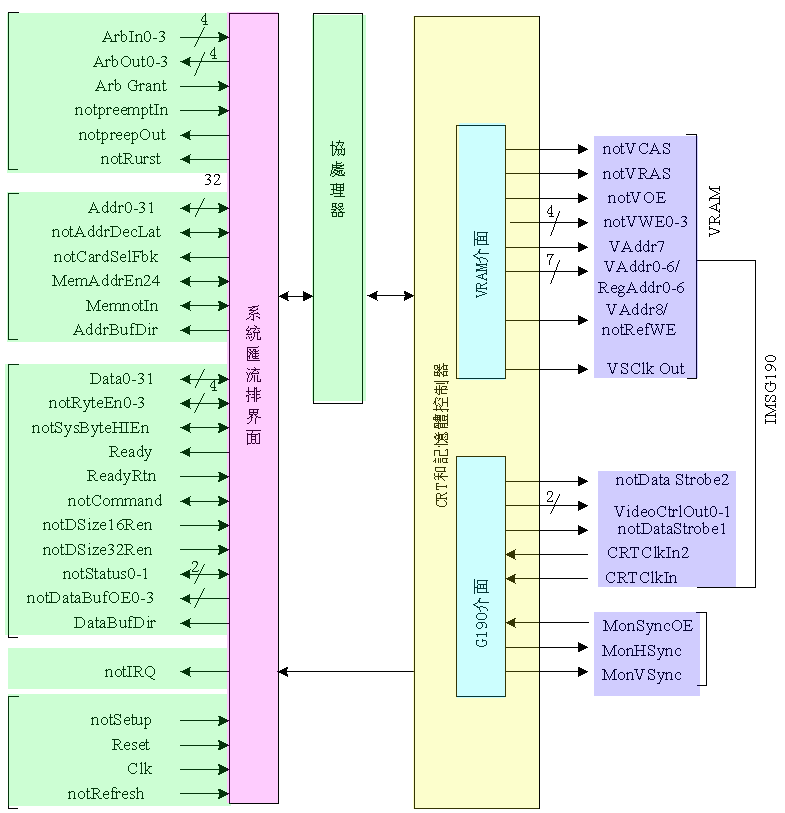 ArbIn0-3
4
ArbOut0-3
4
Arb Grant
notpreemptIn
notpreepOut
notRurst
32
Addr0-31
notAddrDecLat
notCardSelFbk
MemAddrEn24
MemnotIn
AddrBufDir
Data0-31
notRyteEn0-3
4
notSysByteHIEn
Ready
ReadyRtn
notCommand
notDSize16Ren
notDSize32Ren
notStatus0-1
2
notDataBufOE0-3
DataBufDir
notIRQ
notSetup
Reset
Clk
notRefresh
系統匯流排界面
協處理器
CRT和記憶體控制器
VRAM介面
G190介面
notVCAS
notVRAS
notVOE
4
notVWE0-3
VAddr7
7
VAddr0-6/
RegAddr0-6
VAddr8/
notRefWE
VSClk Out
VRAM
notData Strobe2
2
VideoCtrlOut0-1
notDataStrobe1
CRTClkIn2
CRTClkIn
IMSG190
MonSyncOE
MonHSync
MonVSync